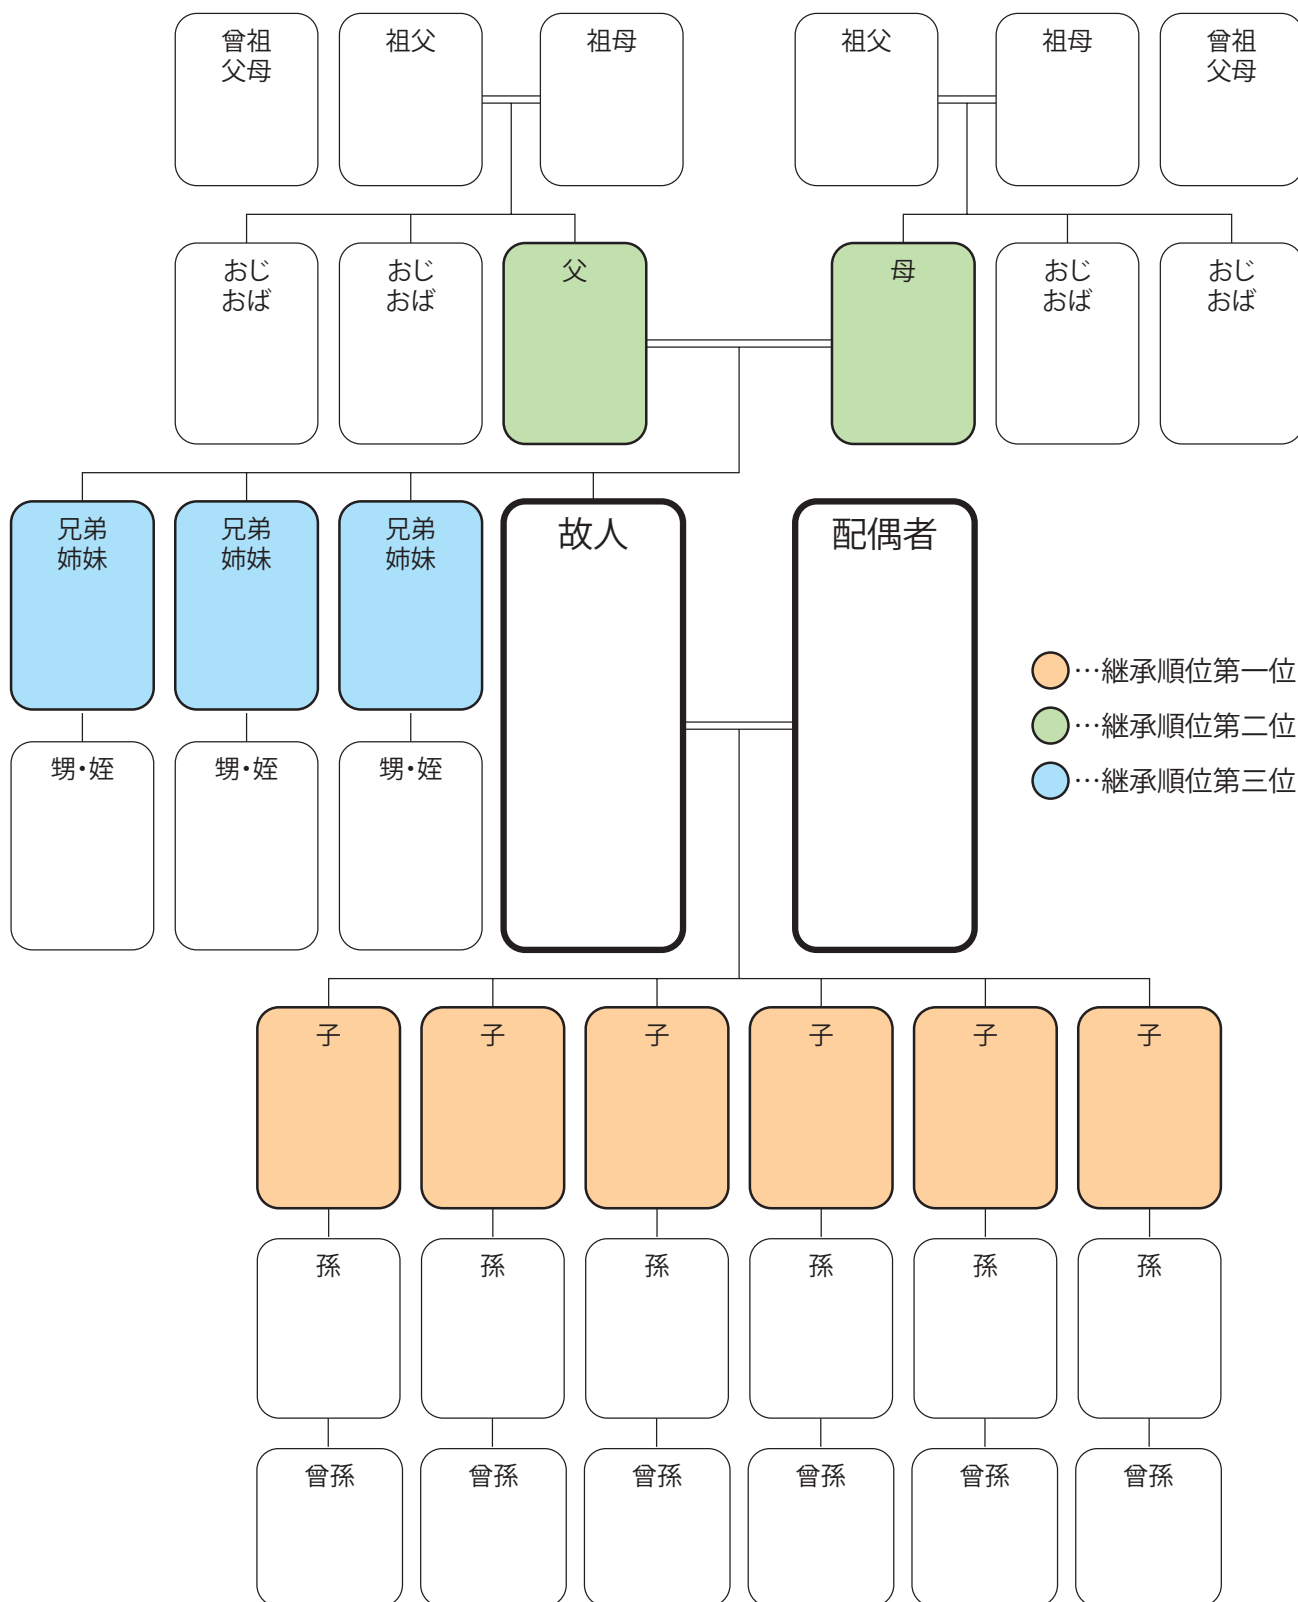 曾祖
父母
祖父
祖母
祖父
祖母
曾祖
父母
おじ
おば
おじ
おば
父
母
おじ
おば
おじ
おば
兄弟
姉妹
兄弟
姉妹
兄弟
姉妹
故人
配偶者
…継承順位第一位
…継承順位第二位
…継承順位第三位
甥・姪
甥・姪
甥・姪
子
子
子
子
子
子
孫
孫
孫
孫
孫
孫
曾孫
曾孫
曾孫
曾孫
曾孫
曾孫